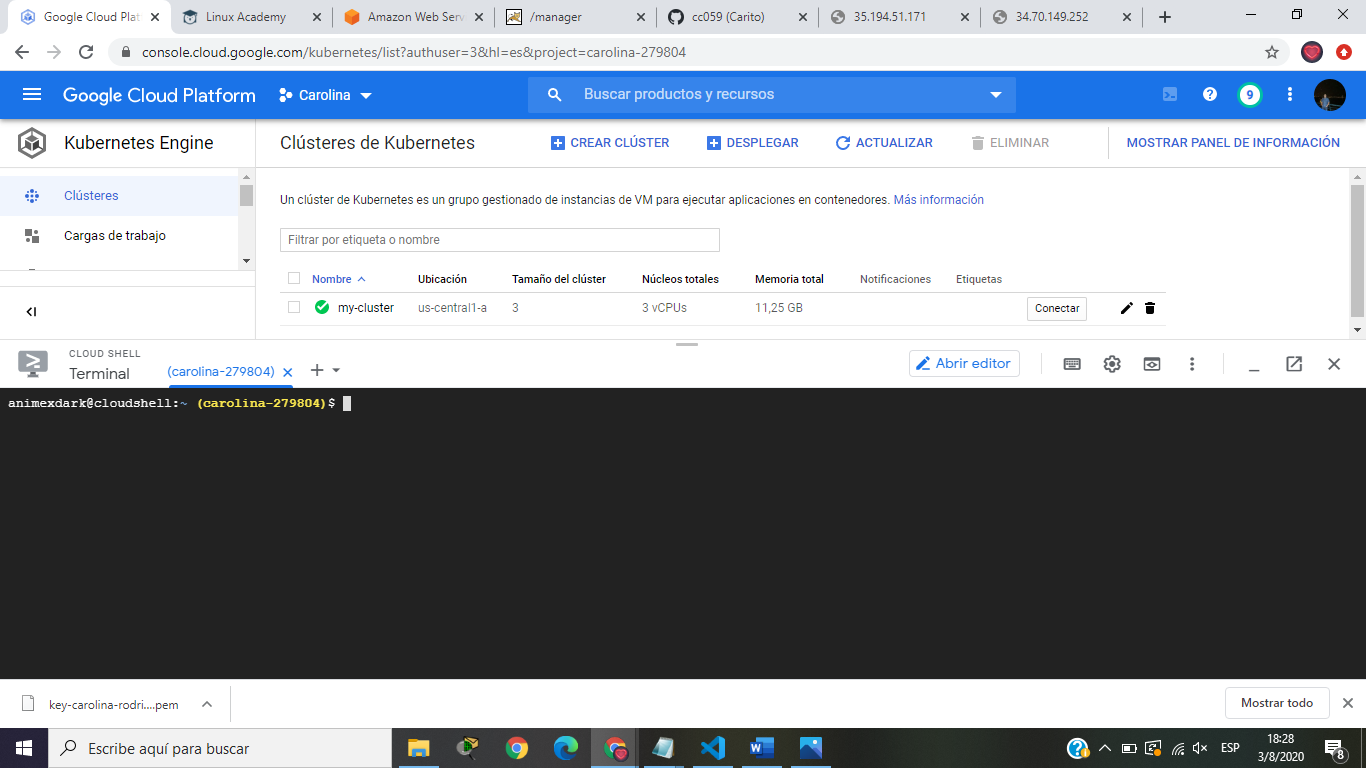 Google Cloud Plat
Linux Academy
Amazon Web Serv
/manager
cc059 (Carito)
35.194.51.171
34.70.149.252
console.cloud.google.com/kubernetes/list?authuser=3&hl=es&project=carolina-279804
Google Cloud Platform
Carolina
Buscar productos y recursos
9
Kubernetes Engine
Clústeres de Kubernetes
CREAR CLÚSTER
DESPLEGAR
ACTUALIZAR
ELIMINAR
MOSTRAR PANEL DE INFORMACIÓN
Clústeres
Cargas de trabajo
Un clúster de Kubernetes es un grupo gestionado de instancias de VM para ejecutar aplicaciones en contenedores. Más información
Filtrar por etiqueta o nombre
Nombre Ubicación Tamaño del clúster Núcleos totales Memoria total Notificaciones Etiquetas
my-cluster us-central1-a 3 3 vCPUs 11,25 GB Conectar
CLOUD SHELL
Terminal
(carolina-279804)
Abrir editor
animexdark@cloudshell:~ (carolina-279804)$
key-carolina-rodri....pem
Mostrar todo
Escribe aquí para buscar
ESP
18:28
3/8/2020
8